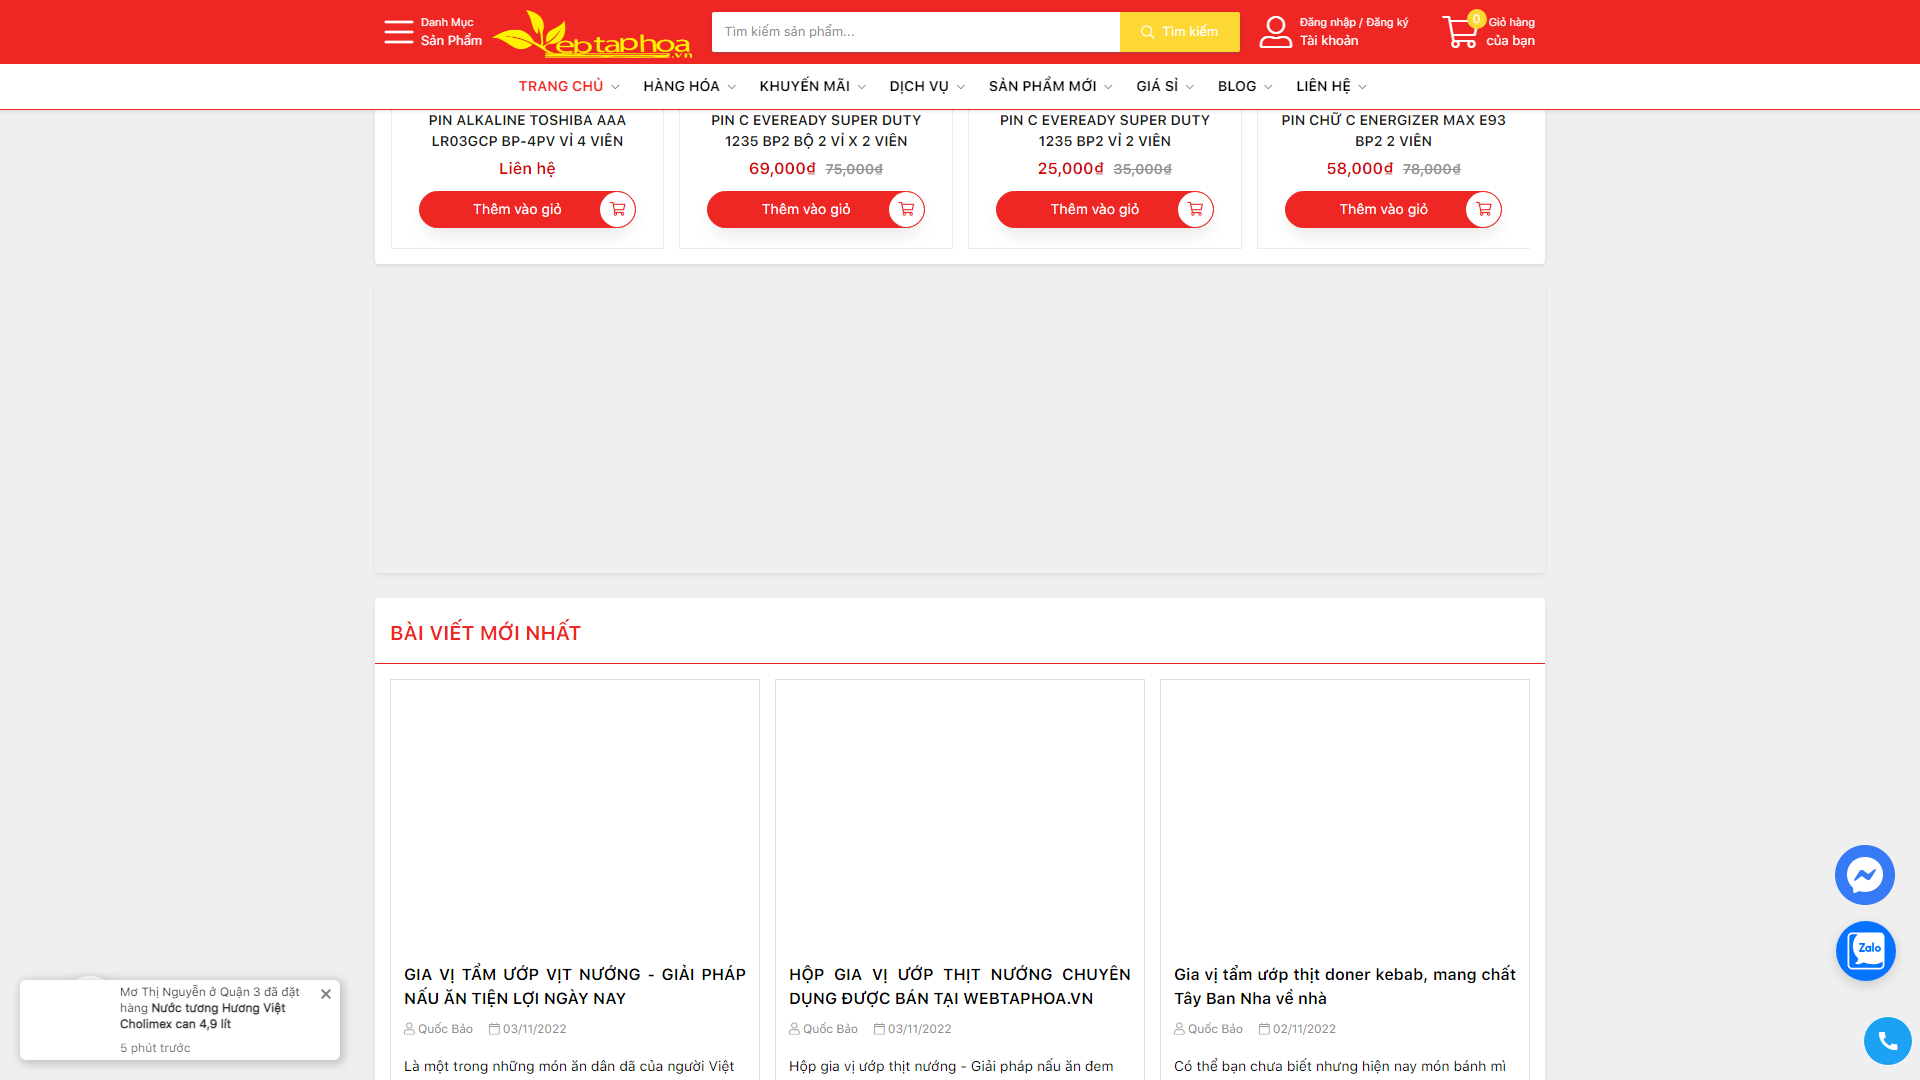 Danh Mục
Sản Phẩm
ebtaphoa
.vn
Tìm kiếm sản phẩm...
Tìm kiếm
Đăng nhập / Đăng ký
Tài khoản
0
Giỏ hàng
của bạn
TRANG CHỦ
HÀNG HÓA
KHUYẾN MÃI
DỊCH VỤ
SẢN PHẨM MỚI
GIÁ SỈ
BLOG
LIÊN HỆ
PIN ALKALINE TOSHIBA AAA
LR03GCP BP-4PV VỈ 4 VIÊN
Liên hệ
Thêm vào giỏ
PIN C EVEREADY SUPER DUTY
1235 BP2 BỘ 2 VỈ X 2 VIÊN
69,000₫ 75,000₫
Thêm vào giỏ
PIN C EVEREADY SUPER DUTY
1235 BP2 VỈ 2 VIÊN
25,000₫ 35,000₫
Thêm vào giỏ
PIN CHỮ C ENERGIZER MAX E93
BP2 2 VIÊN
58,000₫ 78,000₫
Thêm vào giỏ
BÀI VIẾT MỚI NHẤT
GIA VỊ TẨM ƯỚP VỊT NƯỚNG - GIẢI PHÁP
NẤU ĂN TIỆN LỢI NGÀY NAY
Quốc Bảo 03/11/2022
Là một trong những món ăn dân dã của người Việt
HỘP GIA VỊ ƯỚP THỊT NƯỚNG CHUYÊN
DỤNG ĐƯỢC BÁN TẠI WEBTAPHOA.VN
Quốc Bảo 03/11/2022
Hộp gia vị ướp thịt nướng - Giải pháp nấu ăn đem
Gia vị tẩm ướp thịt doner kebab, mang chất
Tây Ban Nha về nhà
Quốc Bảo 02/11/2022
Có thể bạn chưa biết nhưng hiện nay món bánh mì
Mơ Thị Nguyễn ở Quận 3 đã đặt
hàng Nước tương Hương Việt
Cholimex can 4,9 lít
5 phút trước
Zalo